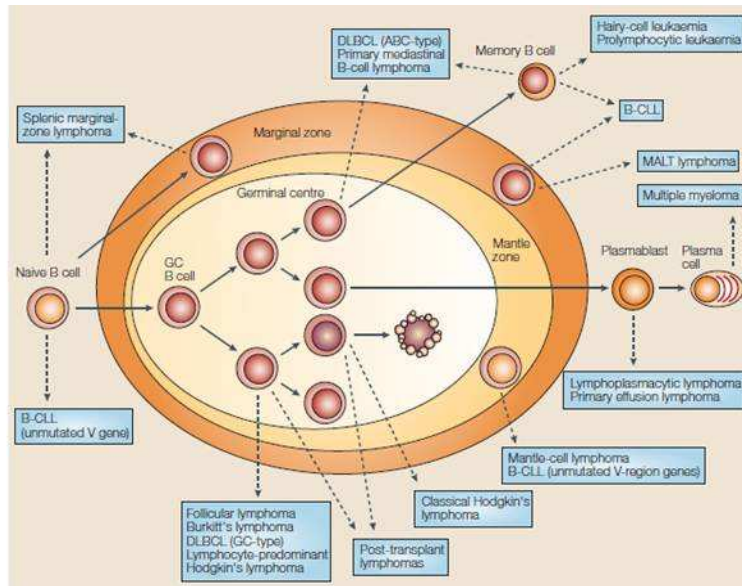 DLBCL (ABC-type)
Primary mediastinal
B-cell lymphoma
Memory B cell
Hairy-cell leukaemia
Prolymphocytic leukaemia
Splenic marginal-
zone lymphoma
Marginal zone
B-CLL
MALT lymphoma
Germinal centre
Multiple myeloma
Mantle
zone
Naive B cell
GC
B cell
Plasmablast
Plasma
cell
Lymphoplasmacytic lymphoma
Primary effusion lymphoma
B-CLL
(unmutated V gene)
Mantle-cell lymphoma
B-CLL (unmutated V-region genes)
Classical Hodgkin's
lymphoma
Follicular lymphoma
Burkitt's lymphoma
DLBCL (GC-type)
Lymphocyte-predominant
Hodgkin's lymphoma
Post-transplant
lymphomas